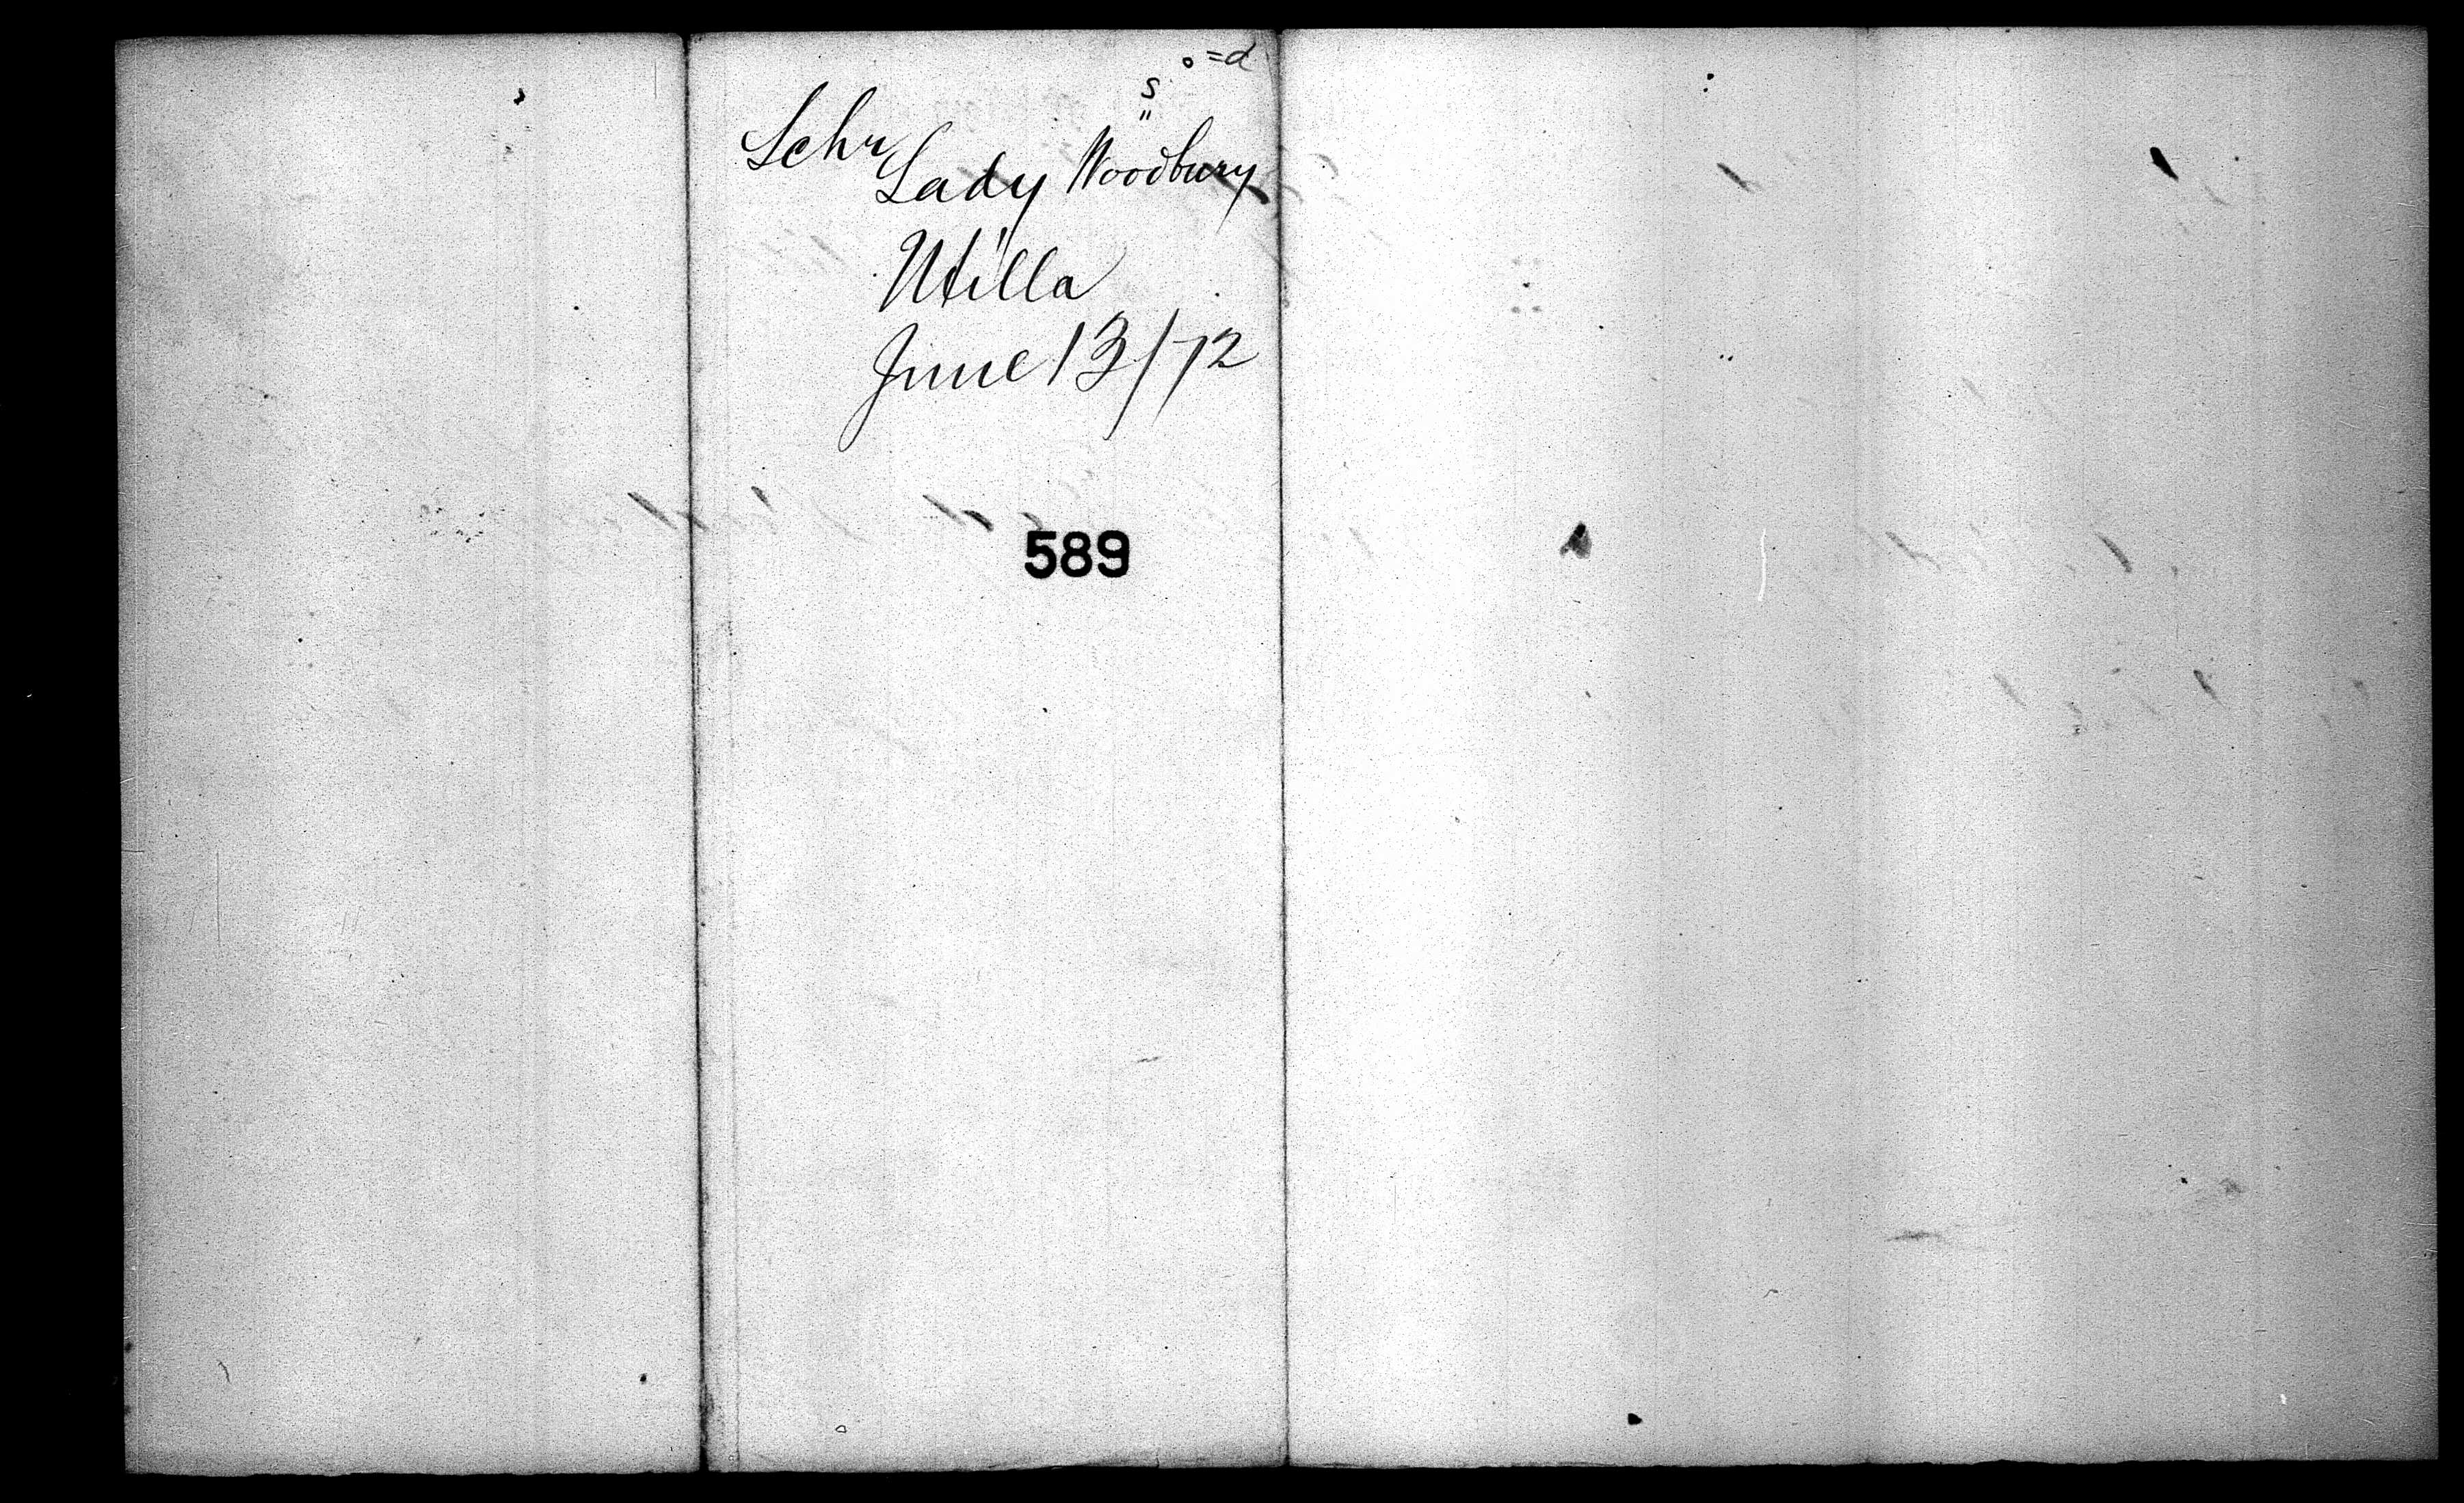 Schr Lady Woodbury
Utilla
June 13/72
589